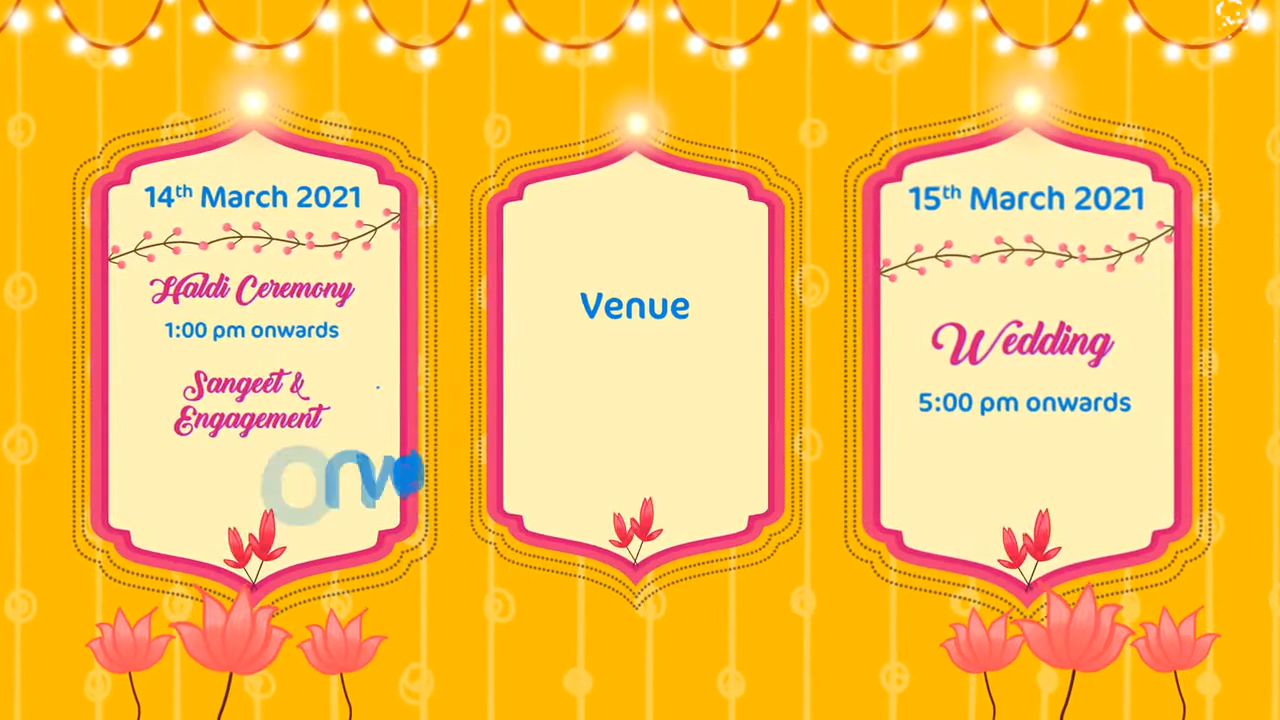 14th March 2021
Haldi Ceremony
1:00 pm onwards
Sangeet &
Engagement
Venue
15th March 2021
Wedding
5:00 pm onwards